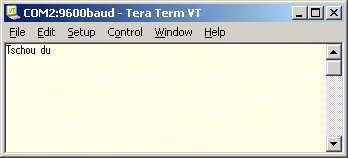 COM2:9600baud - Tera Term VT
File Edit Setup Control Window Help
Tschou du